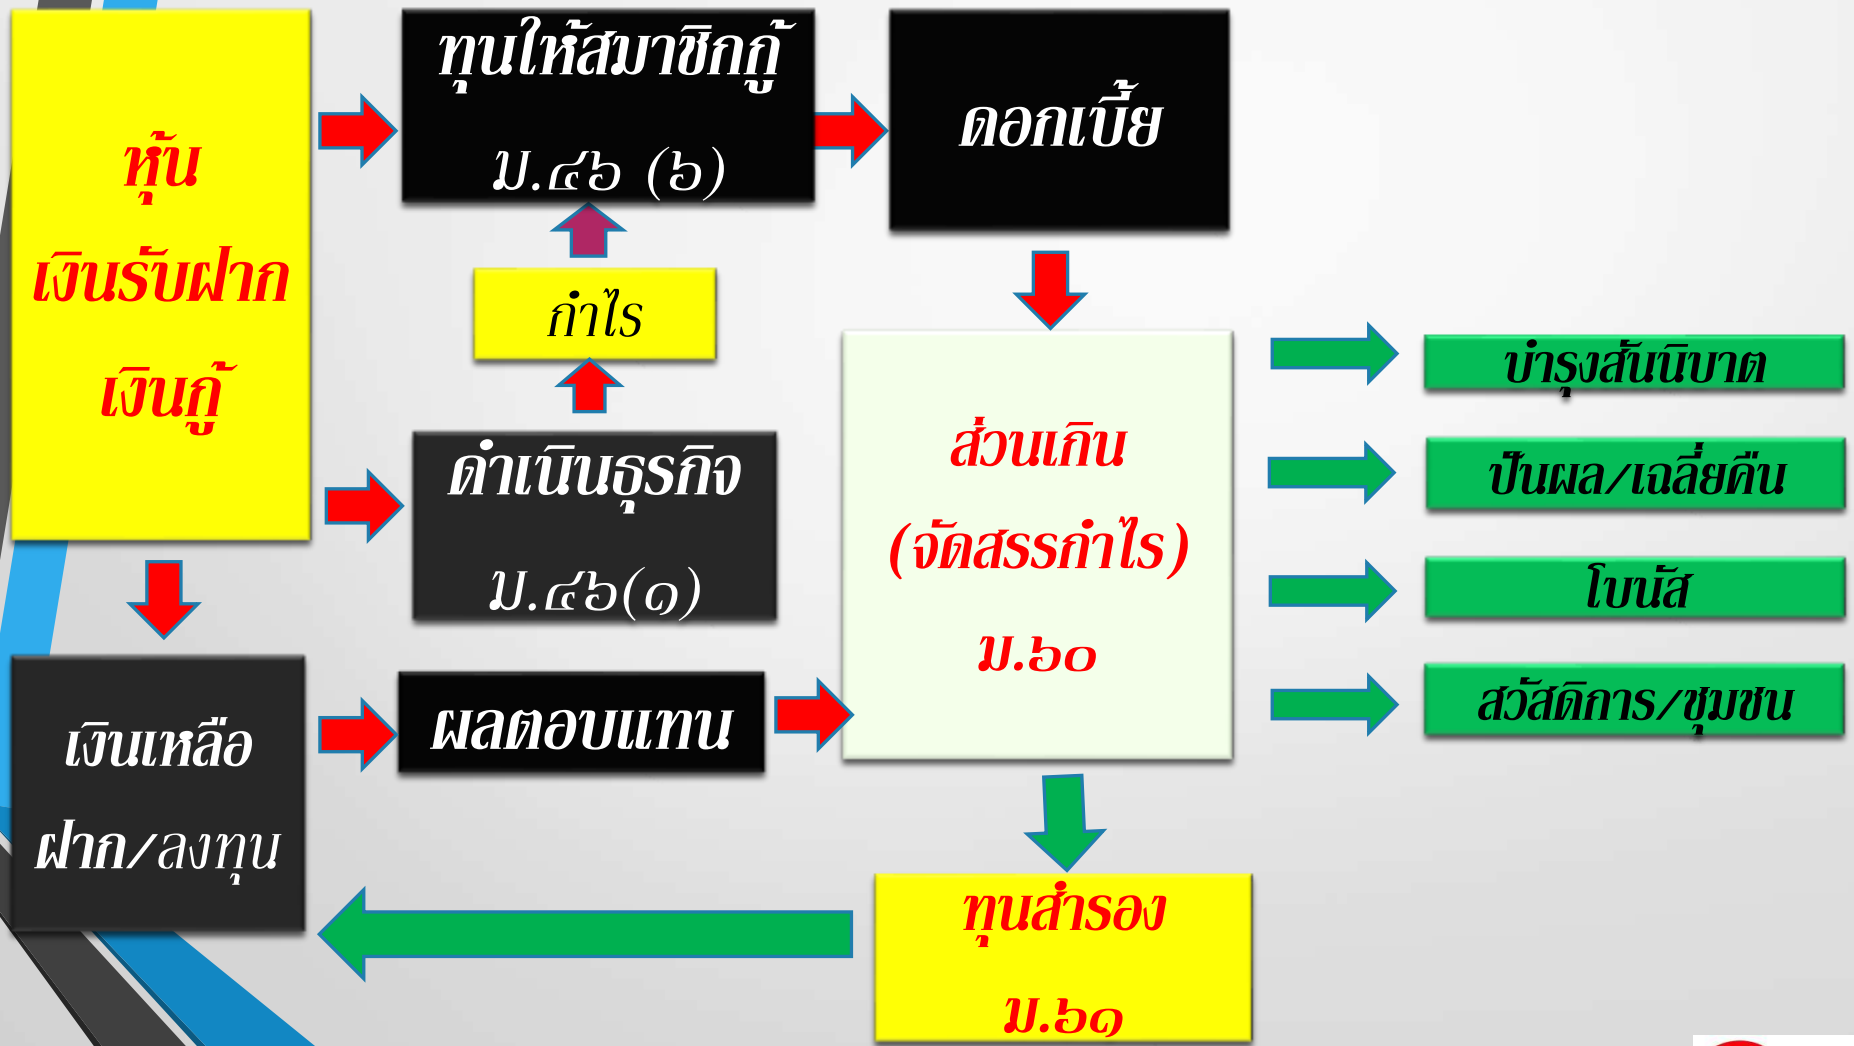 หุ้น
เงินรับฝาก
เงินกู้
ทุนให้สมาชิกกู้
ม.๔๖ (๖)
ดอกเบี้ย
กำไร
ดำเนินธุรกิจ
ม.๔๖(๑)
ส่วนเกิน
(จัดสรรกำไร)
ม.๖๐
บำรุงสันนิบาต
ปันผล/เฉลี่ยคืน
โบนัส
สวัสดิการ/ชุมชน
เงินเหลือ
ฝาก/ลงทุน
ผลตอบแทน
ทุนสำรอง
ม.๖๑